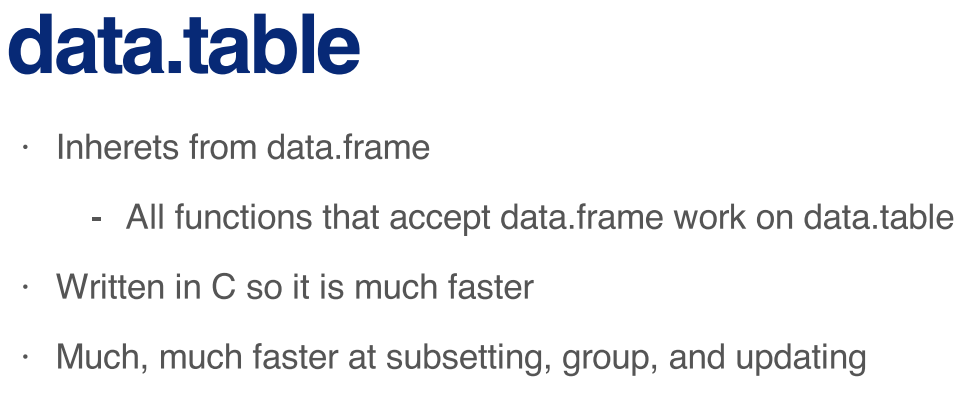 data.table
· Inherets from data.frame
- All functions that accept data.frame work on data.table
· Written in C so it is much faster
· Much, much faster at subsetting, group, and updating